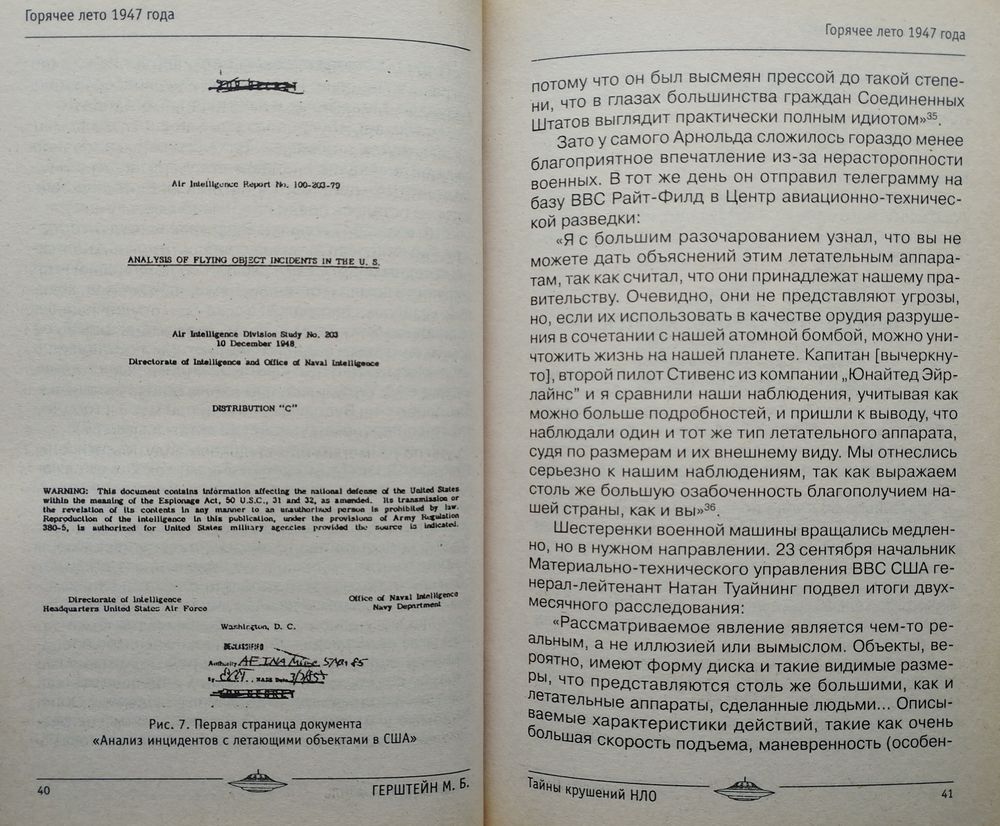 Горячее лето 1947 года
Air Intelligence Report No. 100-203-79
ANALYSIS OF FLYING OBJECT INCIDENTS IN THE U. S.
Air Intelligence Division Study No. 203
10 December 1948
Directorate of Intelligence and Office of Naval Intelligence
DISTRIBUTION "C"
WARNING: This document contains information affecting the national defense of the United States
within the meaning of the Espionage Act, 50 U.S.C., 31 and 32, as amended. Its transmission or
the revelation of its contents in any manner to an unauthorized person is prohibited by law.
Reproduction of the intelligence in this publication, under the provisions of Army Regulation
380-5, is authorized for United States military agencies provided the source is indicated.
Directorate of Intelligence
Headquarters United States Air Force
Office of Naval Intelligence
Navy Department
Washington, D. C.
DECLASSIFIED
Authority
By NARS Date
Рис. 7. Первая страница документа
«Анализ инцидентов с летающими объектами в США»
40
ГЕРШТЕЙН М. Б.
Горячее лето 1947 года
потому что он был высмеян прессой до такой степе-
ни, что в глазах большинства граждан Соединенных
Штатов выглядит практически полным идиотом»³⁵.
Зато у самого Арнольда сложилось гораздо менее
благоприятное впечатление из-за нерасторопности
военных. В тот же день он отправил телеграмму на
базу ВВС Райт-Филд в Центр авиационно-техничес-
кой разведки:
«Я с большим разочарованием узнал, что вы не
можете дать объяснений этим летательным аппара-
там, так как считал, что они принадлежат нашему пра-
вительству. Очевидно, они не представляют угрозы,
но, если их использовать в качестве орудия разруше-
ния в сочетании с нашей атомной бомбой, можно уни-
чтожить жизнь на нашей планете. Капитан [вычеркну-
то], второй пилот Стивенс из компании „Юнайтед Эйр-
лайнс" и я сравнили наши наблюдения, учитывая как
можно больше подробностей, и пришли к выводу, что
наблюдали один и тот же тип летательного аппарата,
судя по размерам и их внешнему виду. Мы отнеслись
серьезно к нашим наблюдениям, так как выражаем
столь же большую озабоченность благополучием на-
шей страны, как и вы»³⁶.
Шестеренки военной машины вращались медлен-
но, но в нужном направлении. 23 сентября начальник
Материально-технического управления ВВС США ге-
нерал-лейтенант Натан Туайнинг подвел итоги двух-
месячного расследования:
«Рассматриваемое явление является чем-то ре-
альным, а не иллюзией или вымыслом. Объекты, ве-
роятно, имеют форму диска и такие видимые разме-
ры, что представляются столь же большими, как и
летательные аппараты, сделанные людьми... Описы-
ваемые характеристики действий, такие как очень
большая скорость подъема, маневренность (особен-
Тайны крушений НЛО
41